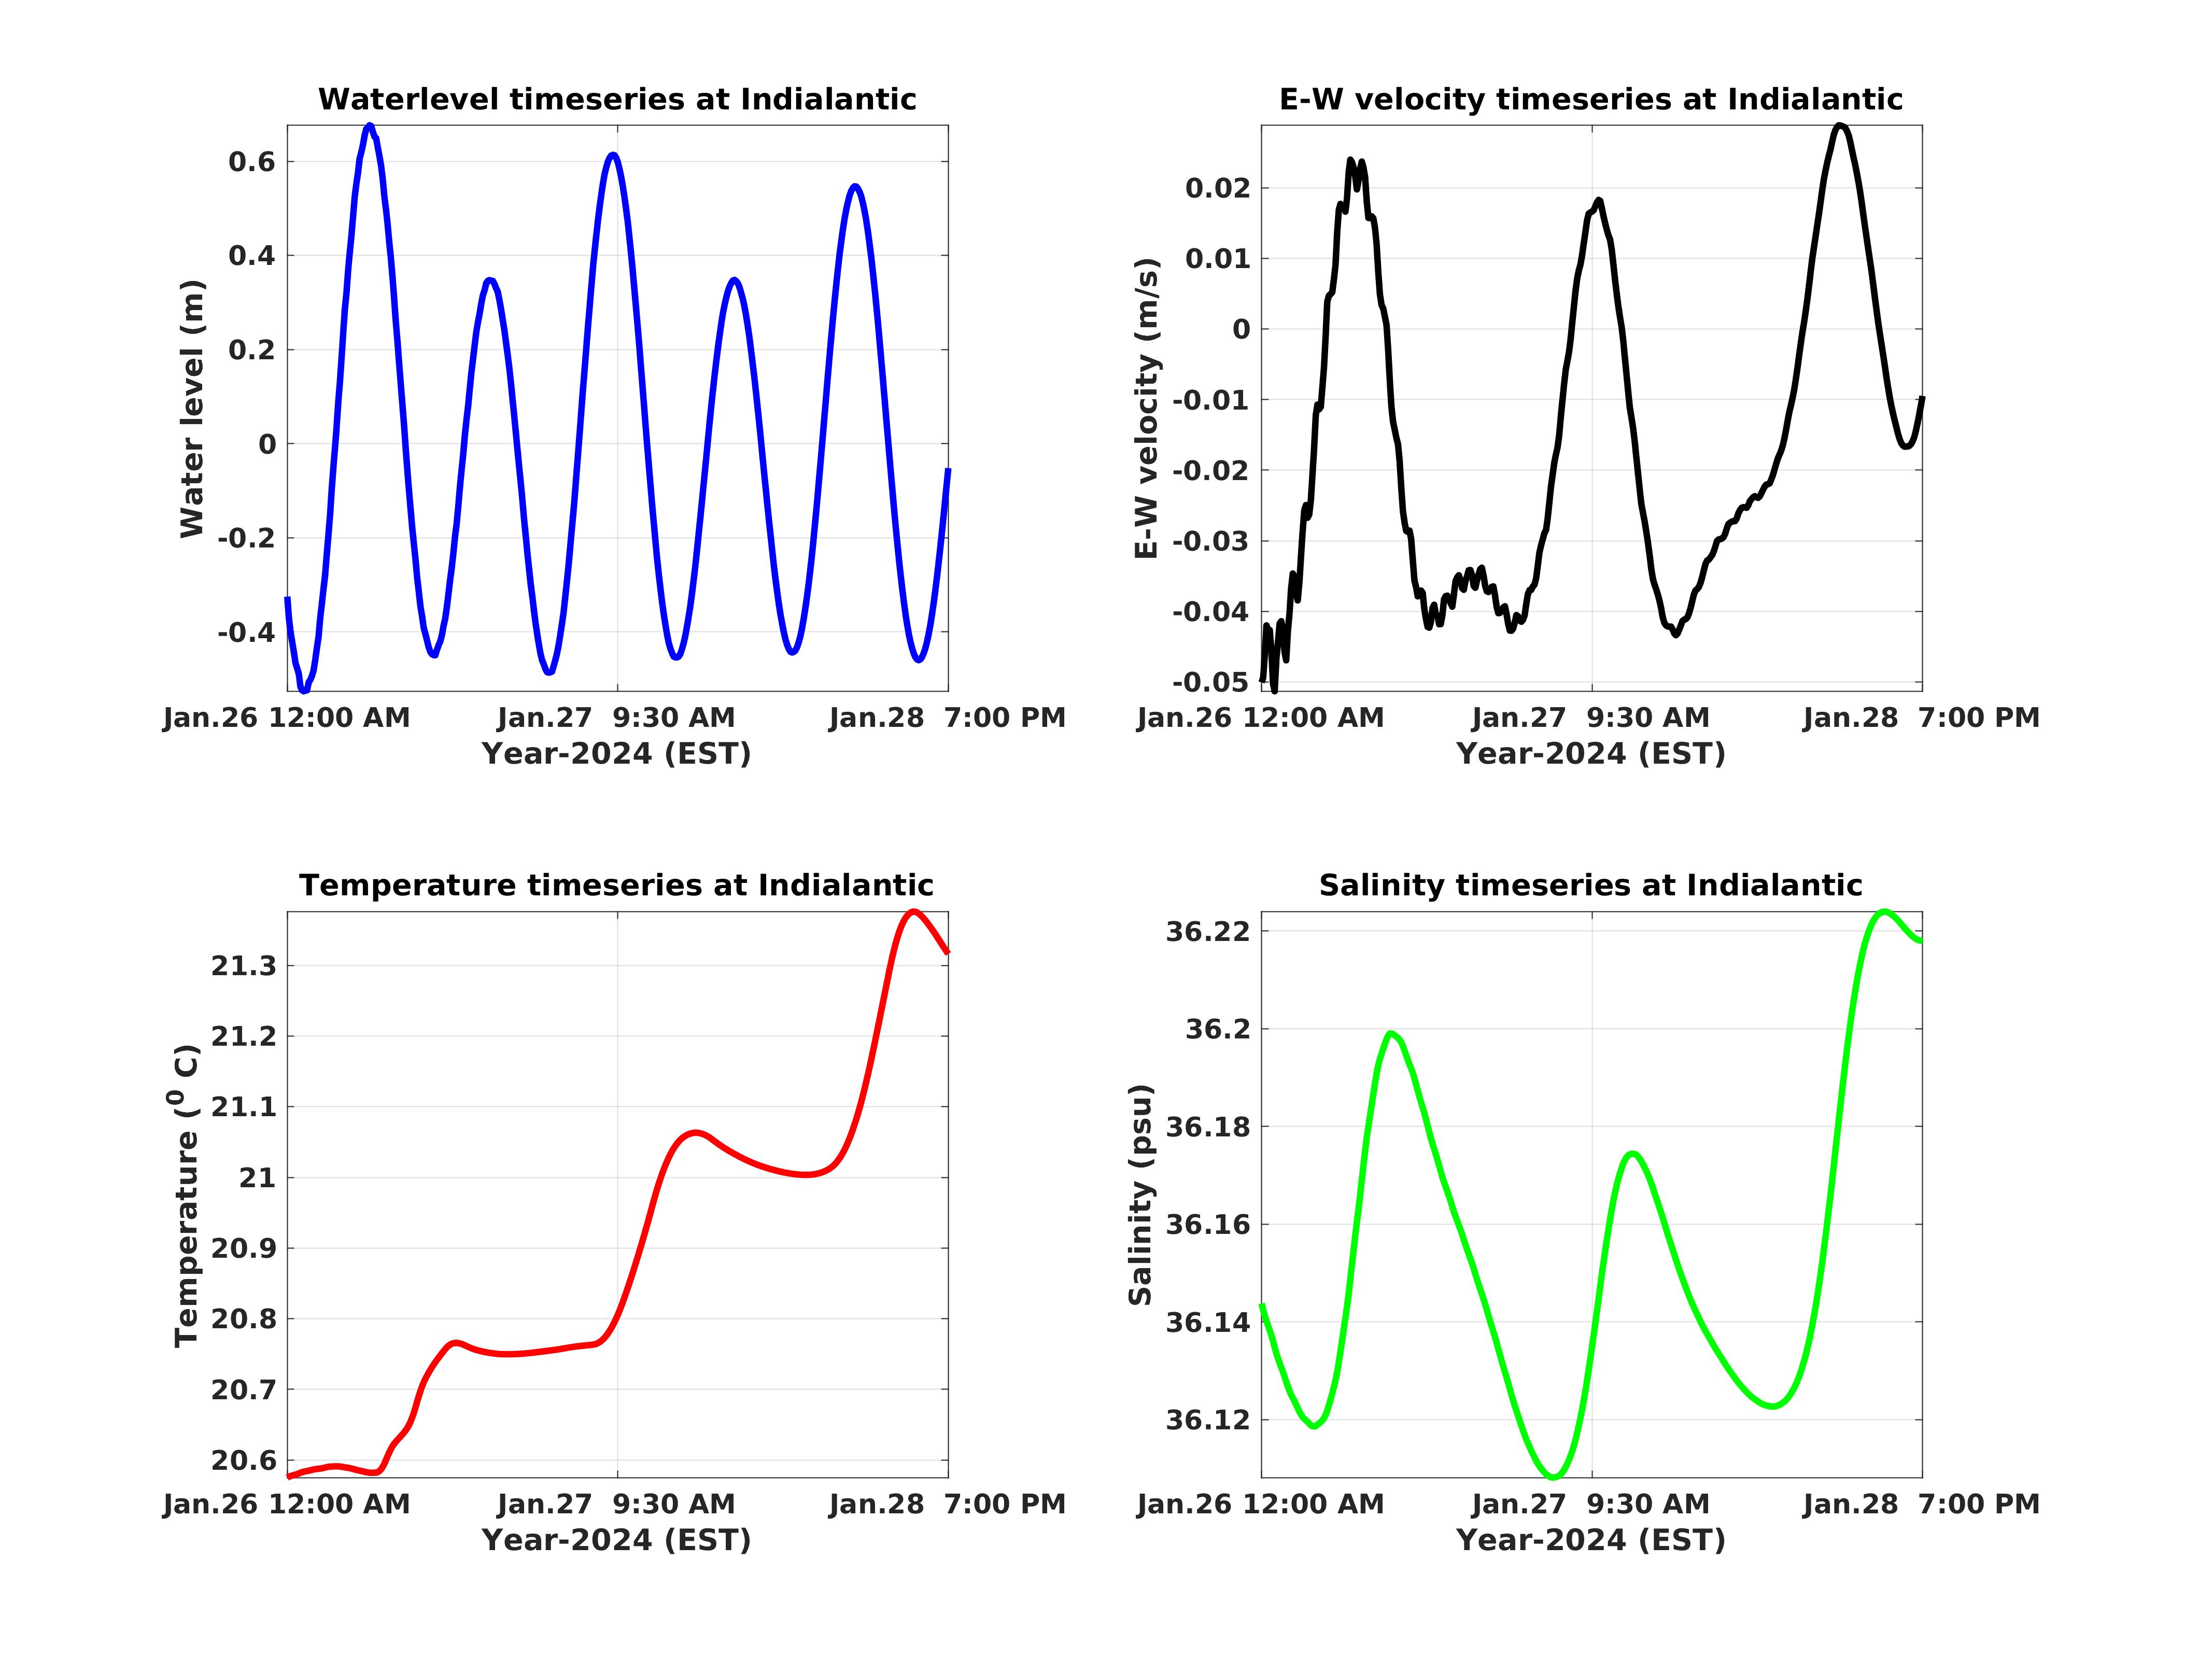 Waterlevel timeseries at Indialantic
0.6
0.4
0.2
0
-0.2
-0.4
Water level (m)
Jan.26 12:00 AM
Jan.27  9:30 AM
Jan.28  7:00 PM
Year-2024 (EST)
E-W velocity timeseries at Indialantic
0.02
0.01
0
-0.01
-0.02
-0.03
-0.04
-0.05
E-W velocity (m/s)
Jan.26 12:00 AM
Jan.27  9:30 AM
Jan.28  7:00 PM
Year-2024 (EST)
Temperature timeseries at Indialantic
21.3
21.2
21.1
21
20.9
20.8
20.7
20.6
Temperature (⁰ C)
Jan.26 12:00 AM
Jan.27  9:30 AM
Jan.28  7:00 PM
Year-2024 (EST)
Salinity timeseries at Indialantic
36.22
36.2
36.18
36.16
36.14
36.12
Salinity (psu)
Jan.26 12:00 AM
Jan.27  9:30 AM
Jan.28  7:00 PM
Year-2024 (EST)